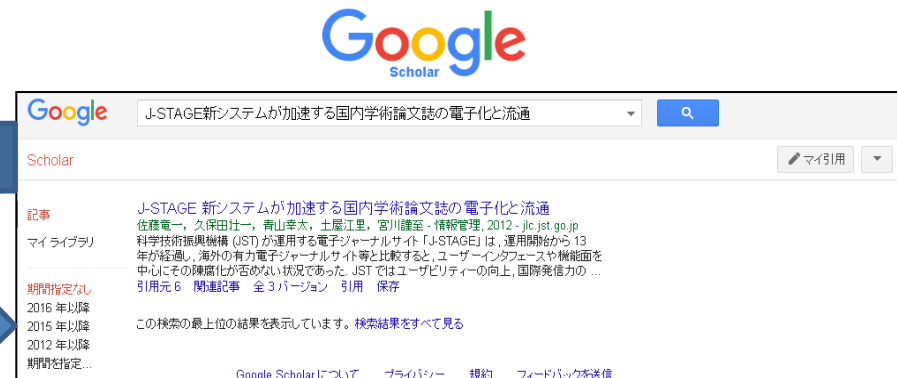 Google
Scholar
Google
J-STAGE新システムが加速する国内学術論文誌の電子化と流通
Scholar
マイ引用
記事
マイ ライブラリ
期間指定なし
2016 年以降
2015 年以降
2012 年以降
期間を指定...
J-STAGE 新システムが加速する国内学術論文誌の電子化と流通
佐藤竜一, 久保田壮一, 青山幸太, 土屋江里, 宮川謹至 - 情報管理, 2012 - jlc.jst.go.jp
科学技術振興機構 (JST) が運用する電子ジャーナルサイト「J-STAGE」は, 運用開始から 13
年が経過し, 海外の有力電子ジャーナルサイト等と比較すると, ユーザーインタフェースや機能面を
中心にその陳腐化が否めない状況であった. JST ではユーザビリティーの向上, 国際発信力の ...
引用元 6 関連記事 全 3 バージョン 引用 保存
この検索の最上位の結果を表示しています。 検索結果をすべて見る
Google Scholarについて プライバシー 規約 フィードバックを送信